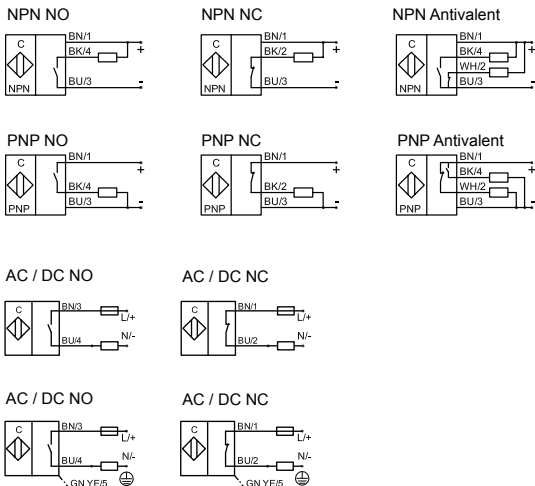 NPN NO
C
NPN
BN/1
BK/4
BU/3
+
-
NPN NC
C
NPN
BN/1
BK/2
BU/3
+
-
NPN Antivalent
C
NPN
BN/1
BK/4
WH/2
BU/3
+
-
PNP NO
C
PNP
BN/1
BK/4
BU/3
+
-
PNP NC
C
PNP
BN/1
BK/2
BU/3
+
-
PNP Antivalent
C
PNP
BN/1
BK/4
WH/2
BU/3
+
-
AC / DC NO
C
BN/3
L/+
N/-
BU/4
AC / DC NC
C
BN/1
L/+
N/-
BU/2
AC / DC NO
C
BN/3
L/+
N/-
BU/4
GN YE/5
AC / DC NC
C
BN/1
L/+
N/-
BU/2
GN YE/5